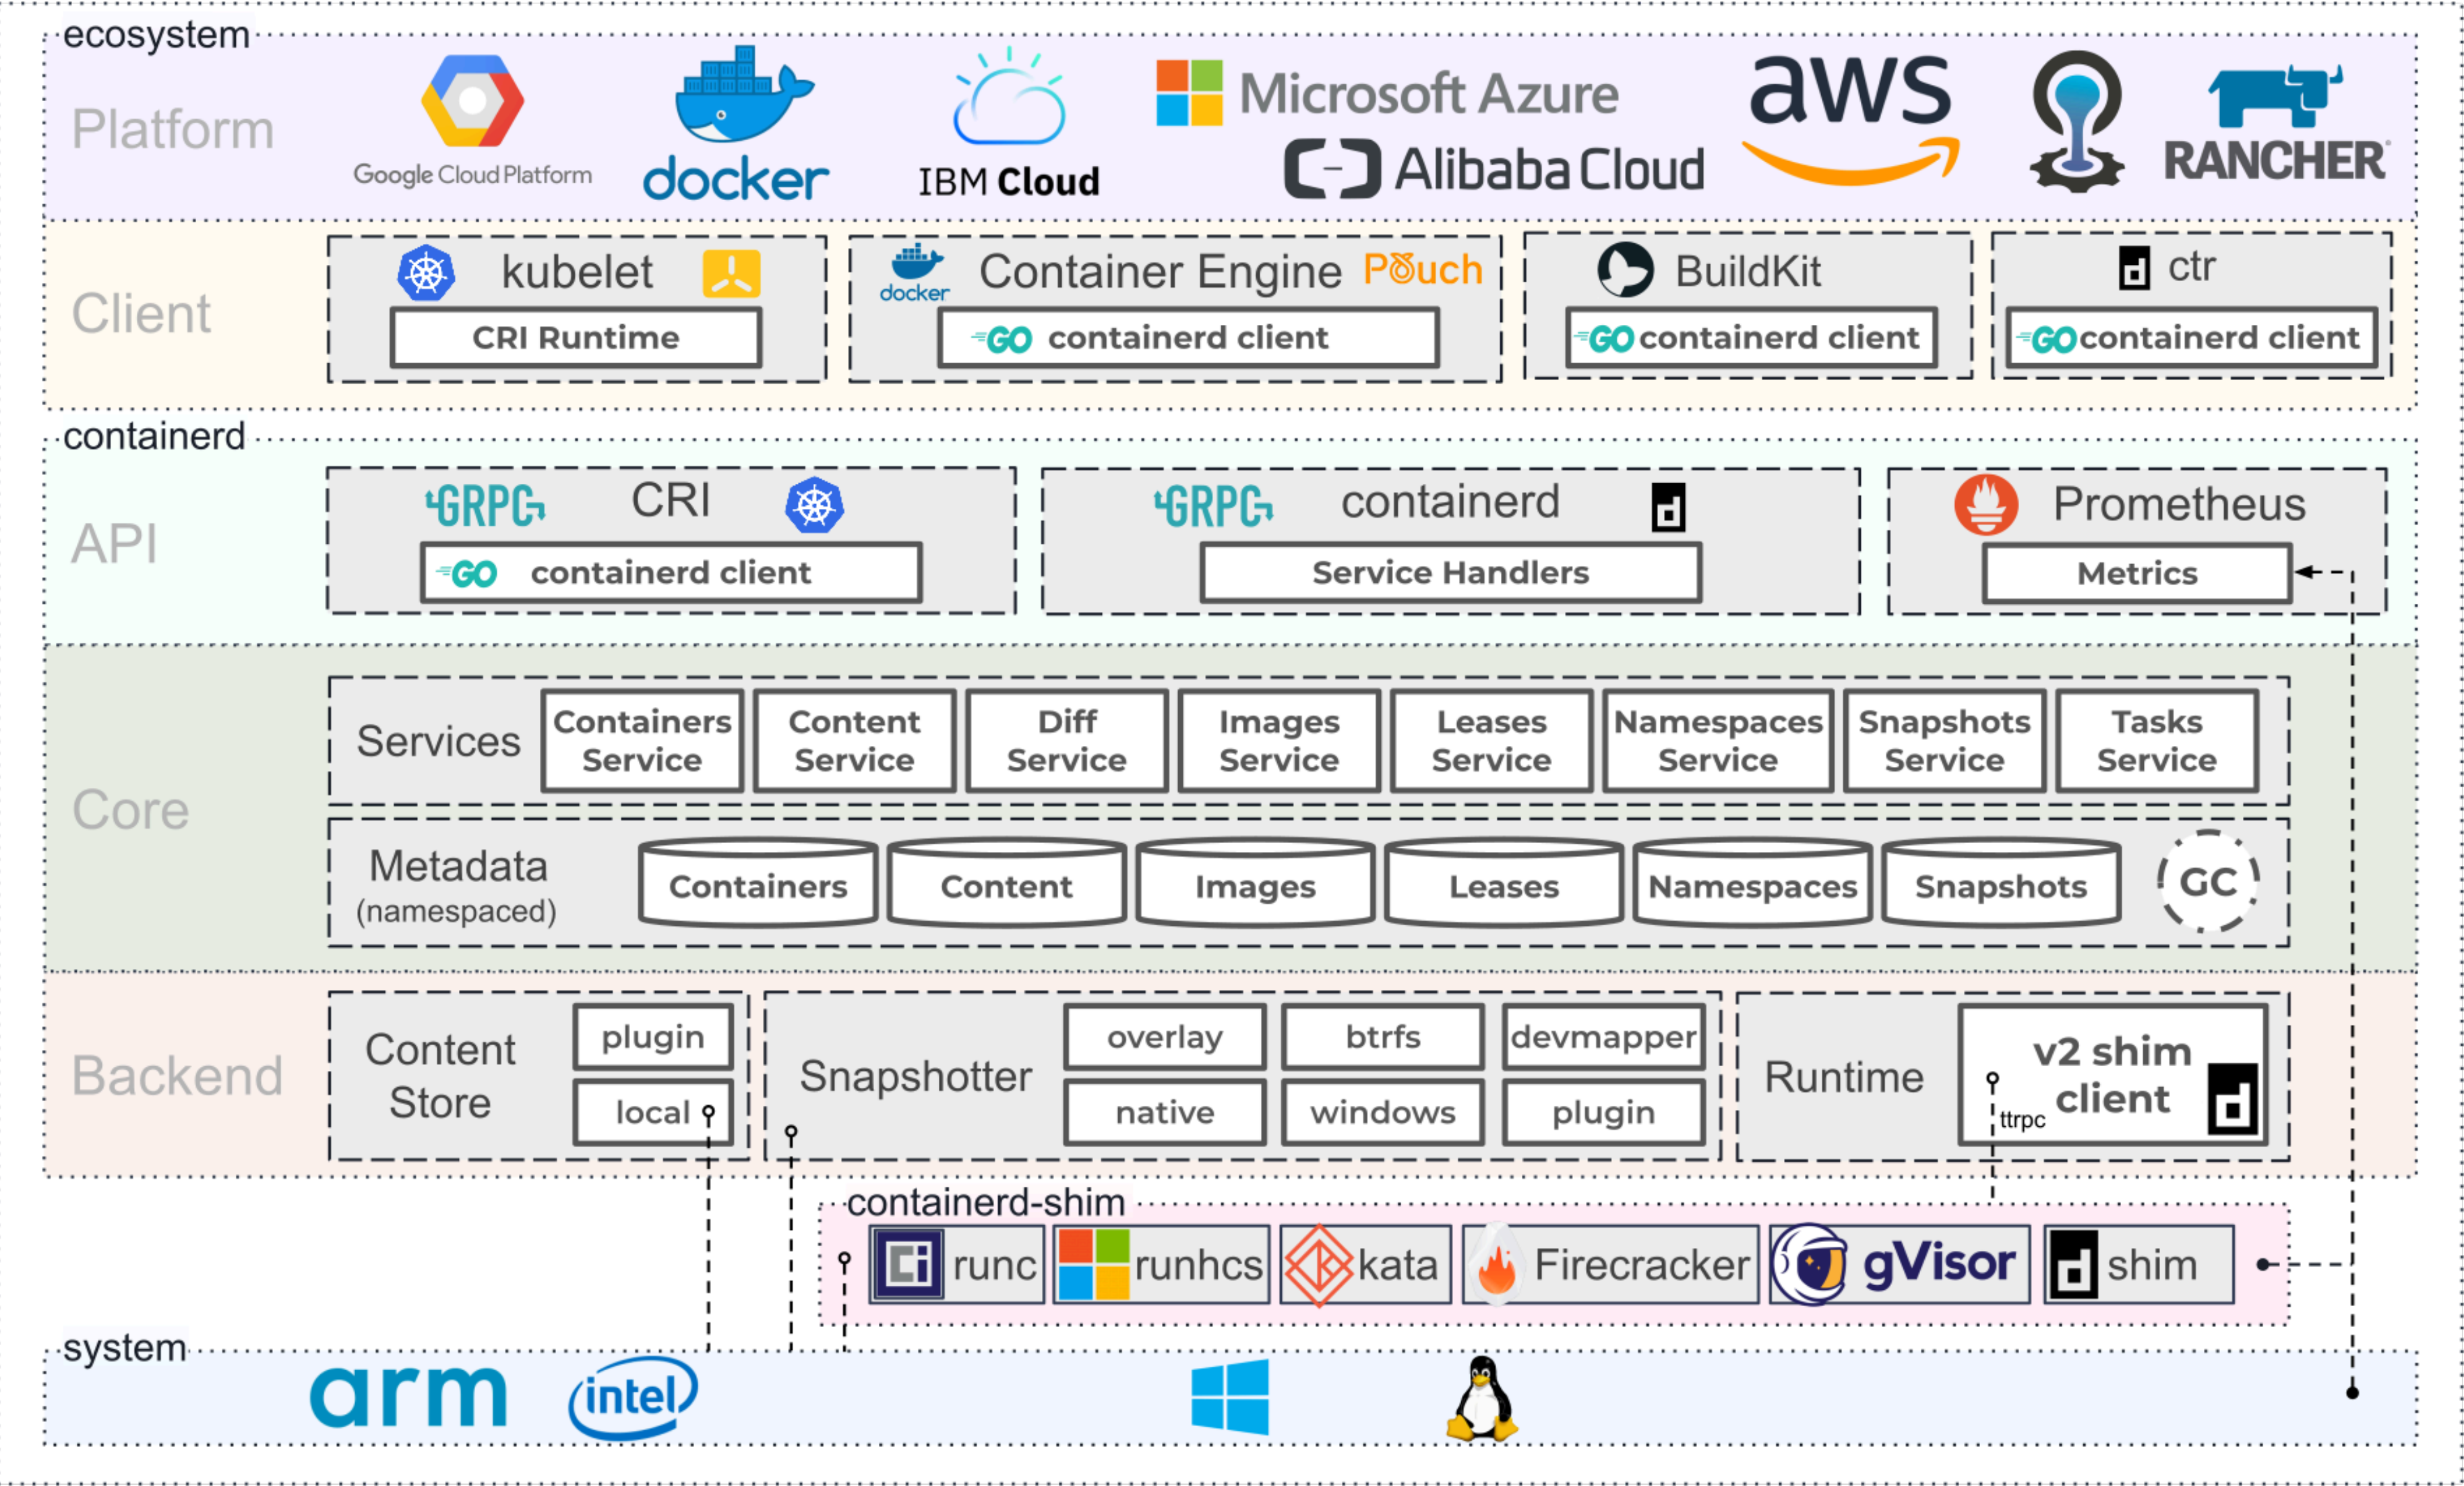 ecosystem
Platform
Google Cloud Platform
docker
IBM Cloud
Microsoft Azure
Alibaba Cloud
aws
RANCHER
Client
kubelet
CRI Runtime
docker
Container Engine
Pouch
GO containerd client
BuildKit
GO containerd client
ctr
GO containerd client
containerd
API
GRPC
CRI
GO containerd client
GRPC
containerd
Service Handlers
Prometheus
Metrics
Core
Services
Containers
Service
Content
Service
Diff
Service
Images
Service
Leases
Service
Namespaces
Service
Snapshots
Service
Tasks
Service
Metadata
(namespaced)
Containers
Content
Images
Leases
Namespaces
Snapshots
GC
Backend
Content
Store
plugin
local
Snapshotter
overlay
btrfs
devmapper
native
windows
plugin
Runtime
v2 shim
client
ttrpc
containerd-shim
runc
runhcs
kata
Firecracker
gVisor
shim
system
arm
intel